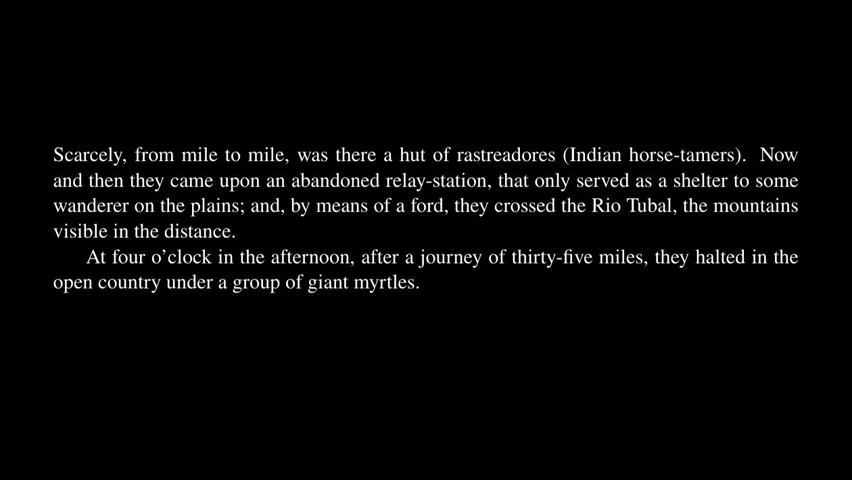 Scarcely, from mile to mile, was there a hut of rastreadores (Indian horse-tamers). Now
and then they came upon an abandoned relay-station, that only served as a shelter to some
wanderer on the plains; and, by means of a ford, they crossed the Rio Tubal, the mountains
visible in the distance.
At four o’clock in the afternoon, after a journey of thirty-five miles, they halted in the
open country under a group of giant myrtles.